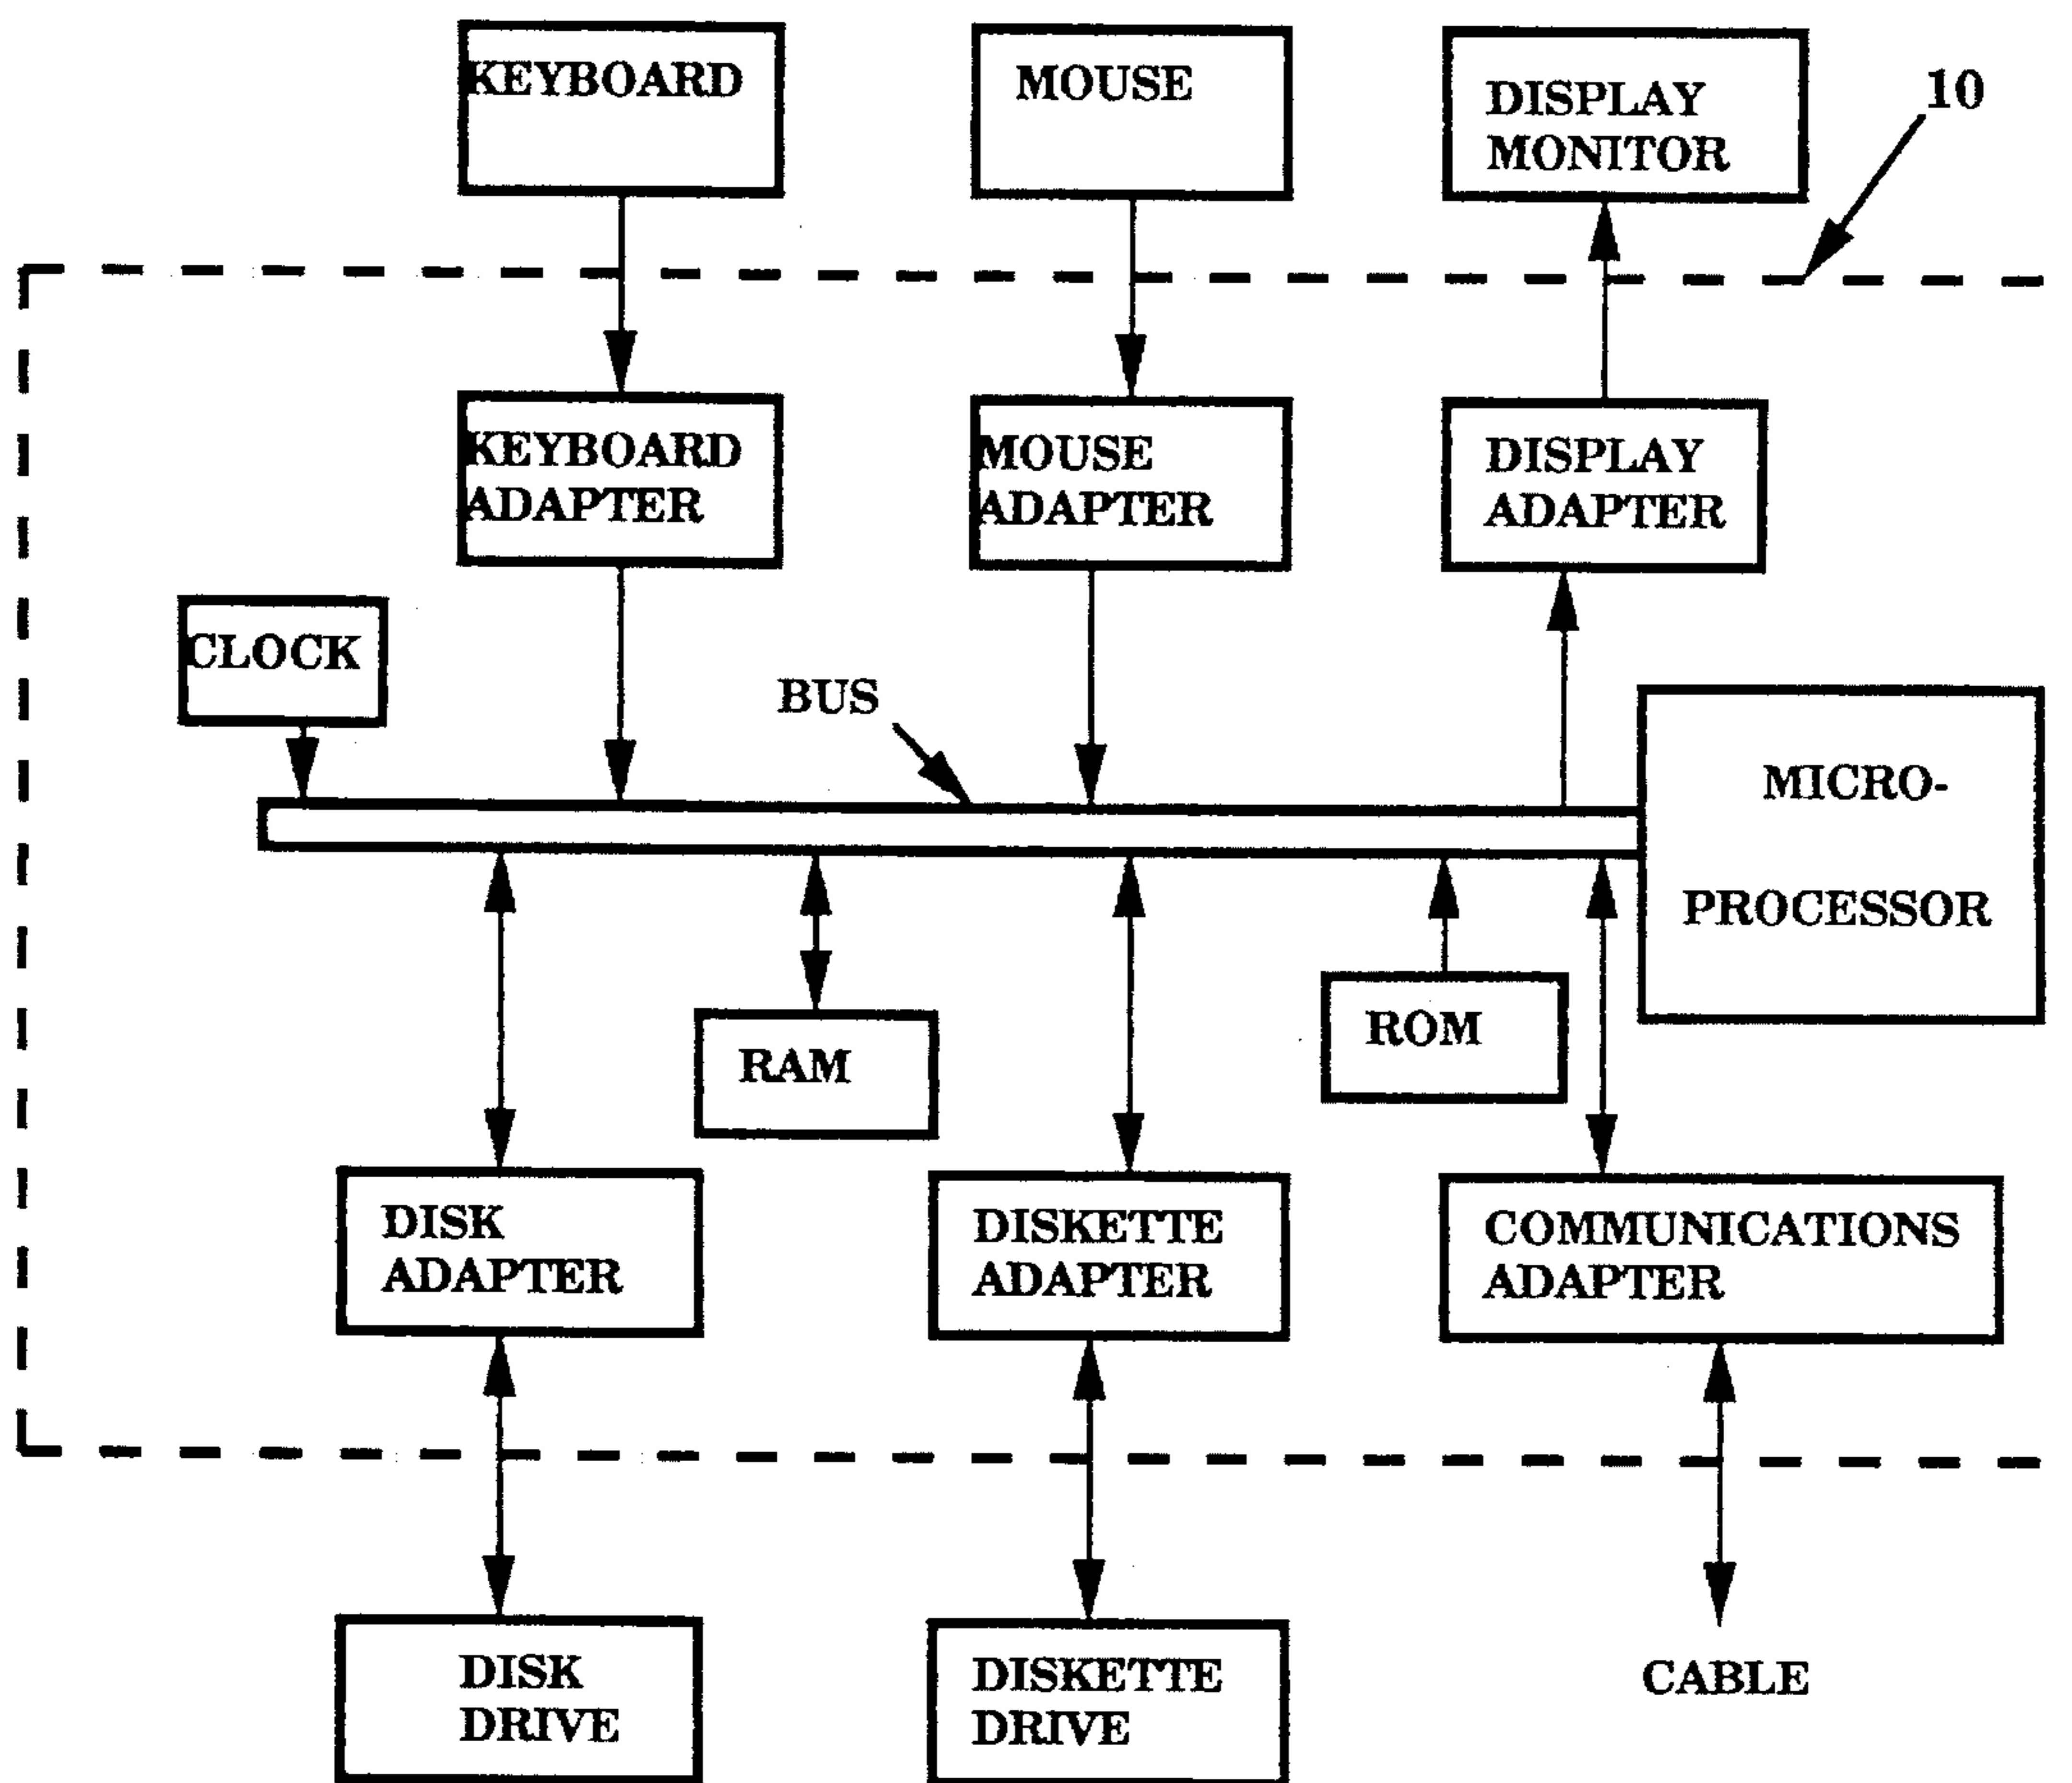 KEYBOARD
MOUSE
DISPLAY
MONITOR
10
KEYBOARD
ADAPTER
MOUSE
ADAPTER
DISPLAY
ADAPTER
CLOCK
BUS
MICRO-
PROCESSOR
RAM
ROM
DISK
ADAPTER
DISKETTE
ADAPTER
COMMUNICATIONS
ADAPTER
DISK
DRIVE
DISKETTE
DRIVE
CABLE